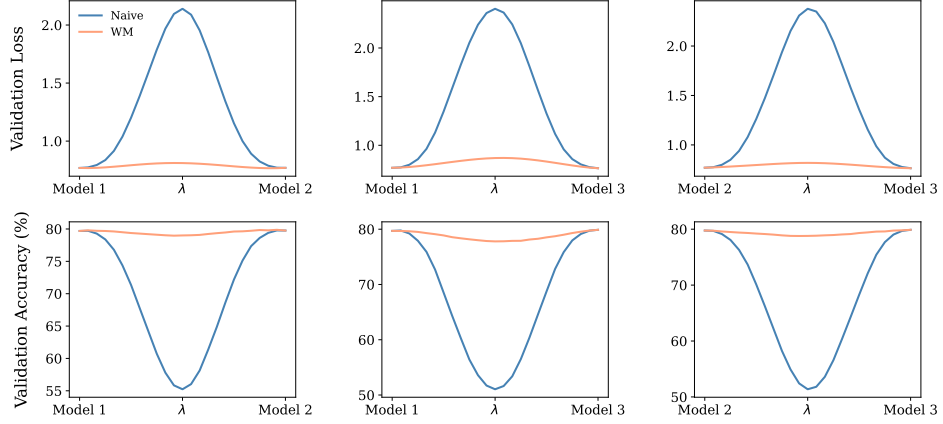 Validation Loss
2.0
1.5
1.0
Naive
WM
Model 1 λ Model 2
2.0
1.5
1.0
Model 1 λ Model 3
2.0
1.5
1.0
Model 2 λ Model 3
Validation Accuracy (%)
80
75
70
65
60
55
Model 1 λ Model 2
80
70
60
50
Model 1 λ Model 3
80
70
60
50
Model 2 λ Model 3